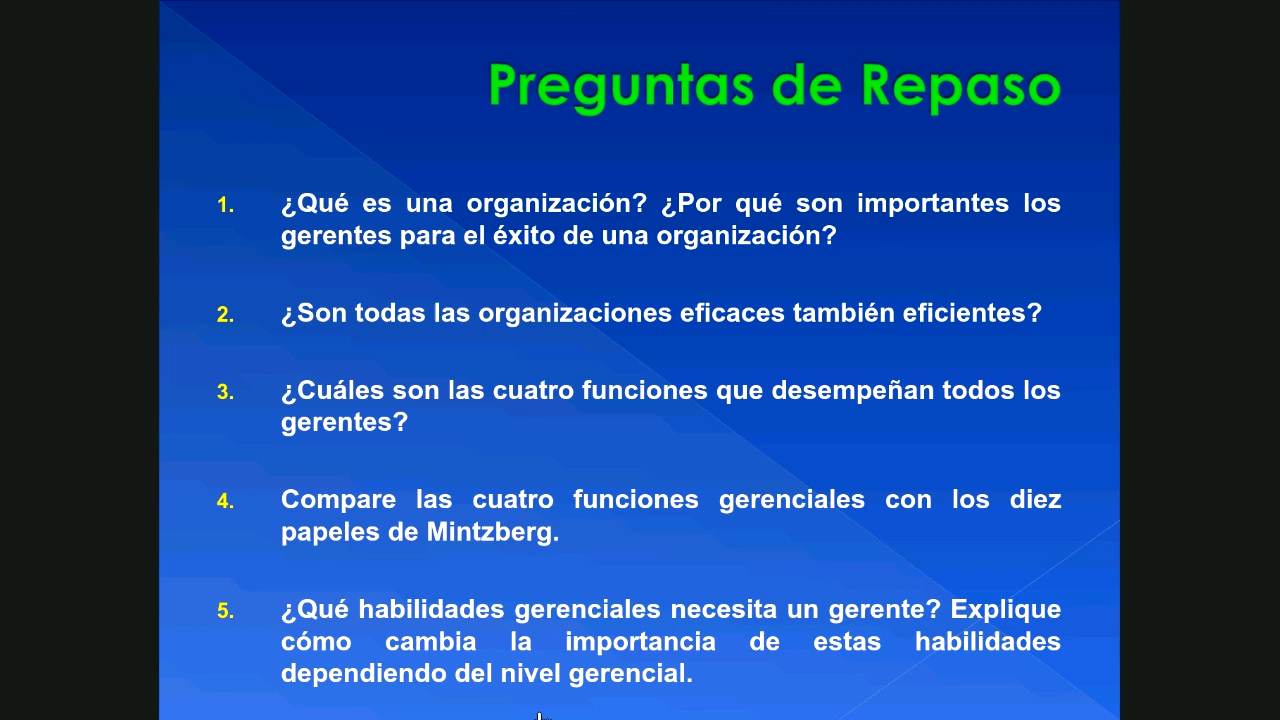 Preguntas de Repaso
1. ¿Qué es una organización? ¿Por qué son importantes los
gerentes para el éxito de una organización?
2. ¿Son todas las organizaciones eficaces también eficientes?
3. ¿Cuáles son las cuatro funciones que desempeñan todos los
gerentes?
4. Compare las cuatro funciones gerenciales con los diez
papeles de Mintzberg.
5. ¿Qué habilidades gerenciales necesita un gerente? Explique
cómo cambia la importancia de estas habilidades
dependiendo del nivel gerencial.